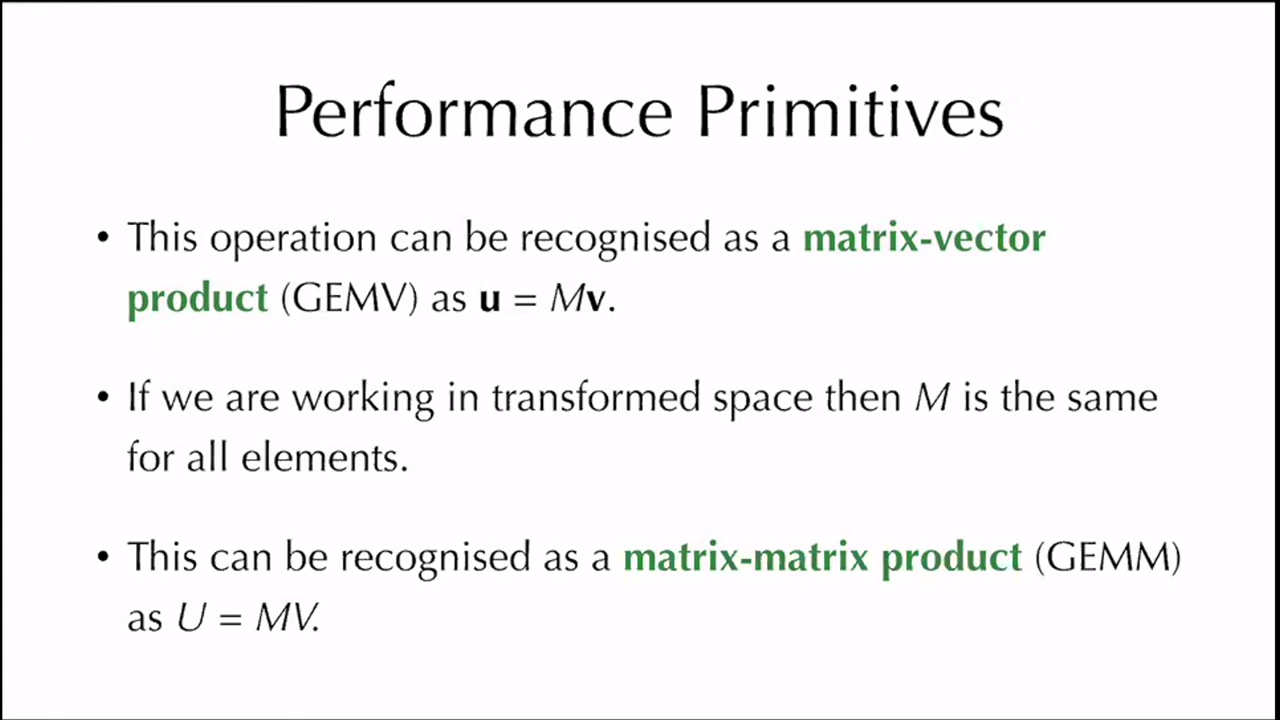 Performance Primitives
• This operation can be recognised as a matrix-vector
product (GEMV) as u = Mv.
• If we are working in transformed space then M is the same
for all elements.
• This can be recognised as a matrix-matrix product (GEMM)
as U = MV.